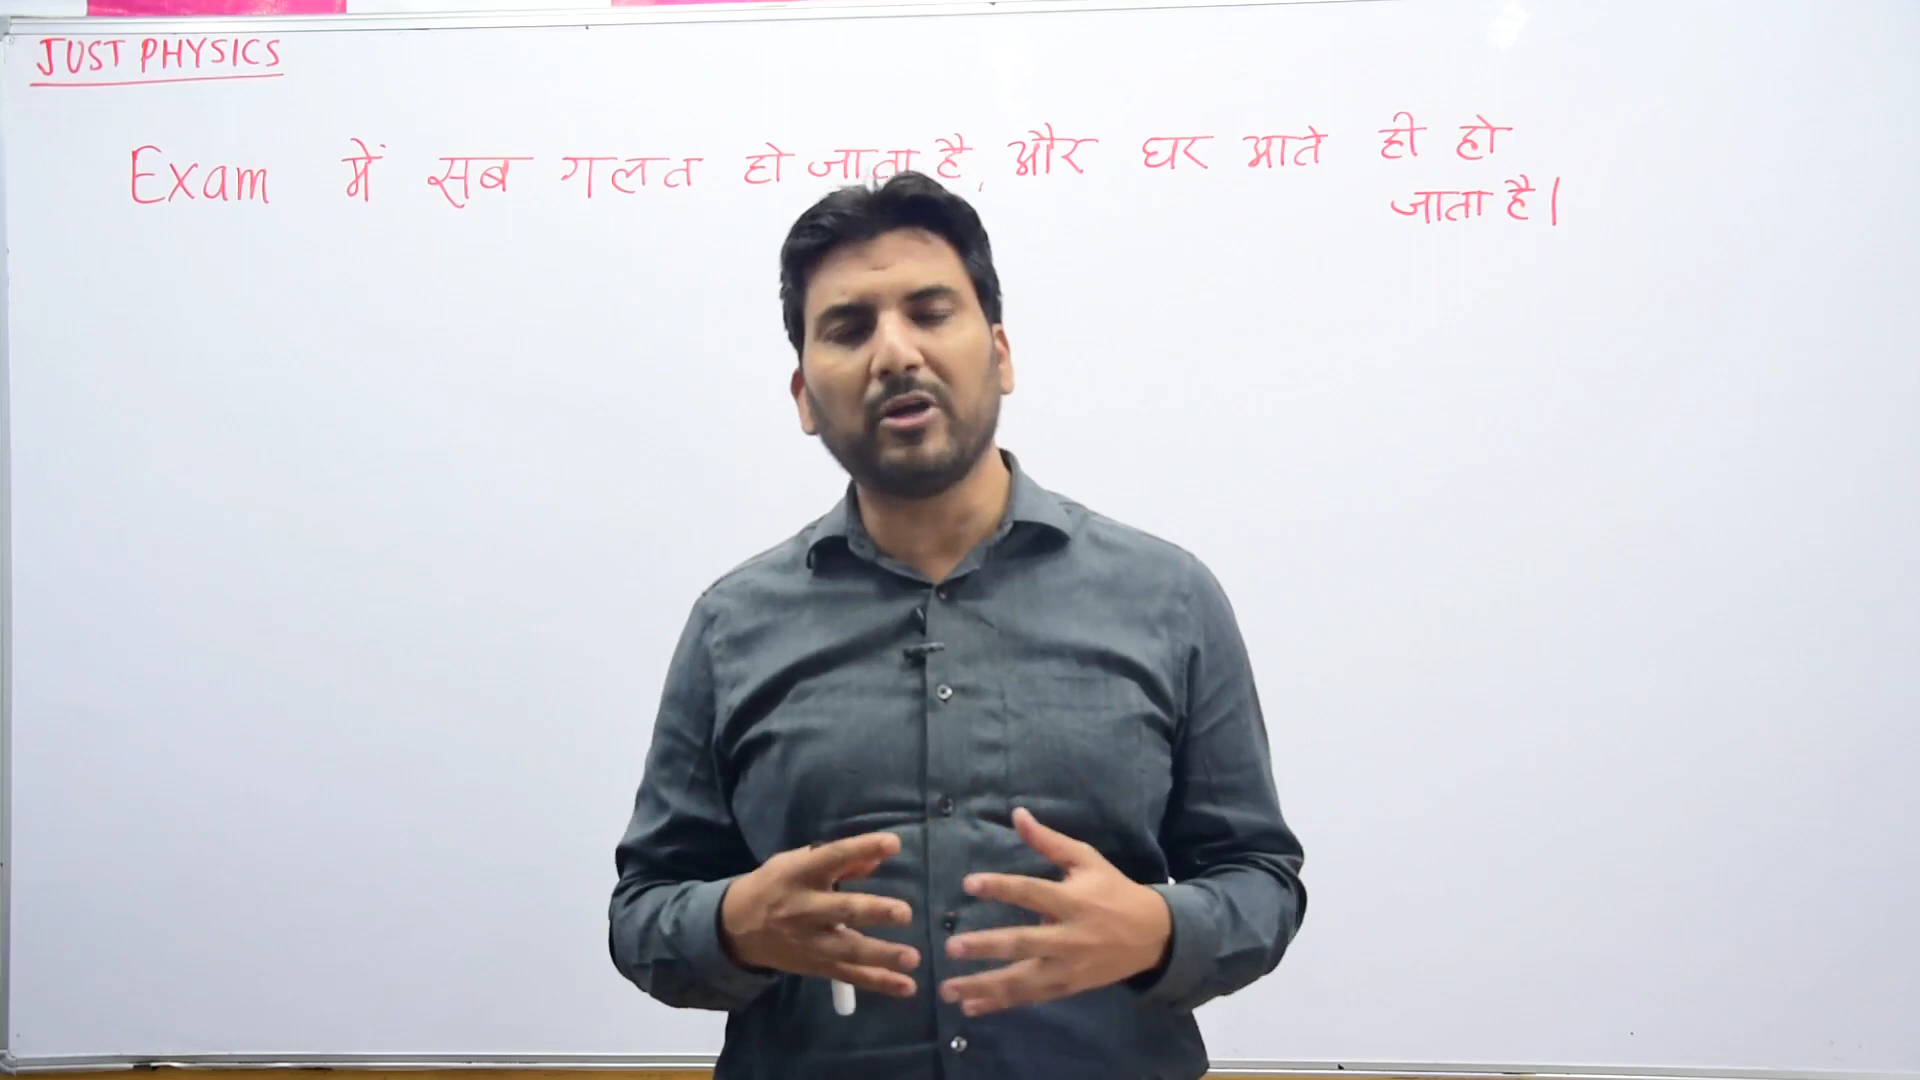 JUST PHYSICS
Exam में सब गलत हो जाता है, और घर आते ही हो
जाता है।